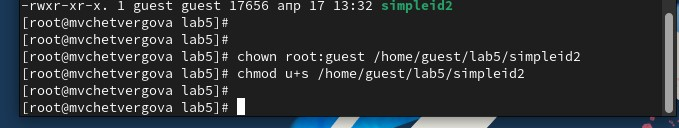 -rwxr-xr-x. 1 guest guest 17656 апр 17 13:32 simpleid2
[root@mvchetvergova lab5]#
[root@mvchetvergova lab5]#
[root@mvchetvergova lab5]# chown root:guest /home/guest/lab5/simpleid2
[root@mvchetvergova lab5]# chmod u+s /home/guest/lab5/simpleid2
[root@mvchetvergova lab5]#
[root@mvchetvergova lab5]#